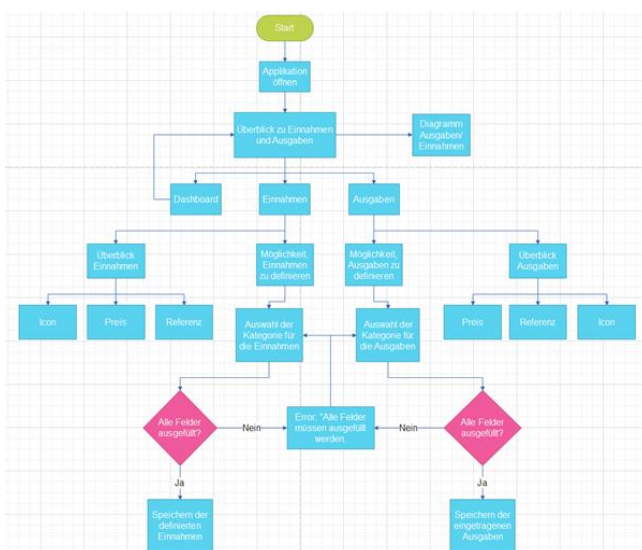 Start
Applikation
öffnen
Überblick zu Einnahmen
und Ausgaben
Diagramm
Ausgaben/
Einnahmen
Dashboard
Einnahmen
Ausgaben
Überblick
Einnahmen
Möglichkeit,
Einnahmen
zu definieren
Möglichkeit,
Ausgaben zu
definieren
Überblick
Ausgaben
Icon
Preis
Referenz
Auswahl der
Kategorie für
die Einnahmen
Auswahl der
Kategorie für
die Ausgaben
Preis
Referenz
Icon
Alle Felder
ausgefüllt?
Nein
Error: "Alle Felder
müssen ausgefüllt
werden.
Nein
Alle Felder
ausgefüllt?
Ja
Ja
Speichern der
definierten
Einnahmen
Speichern der
eingetragenen
Ausgaben